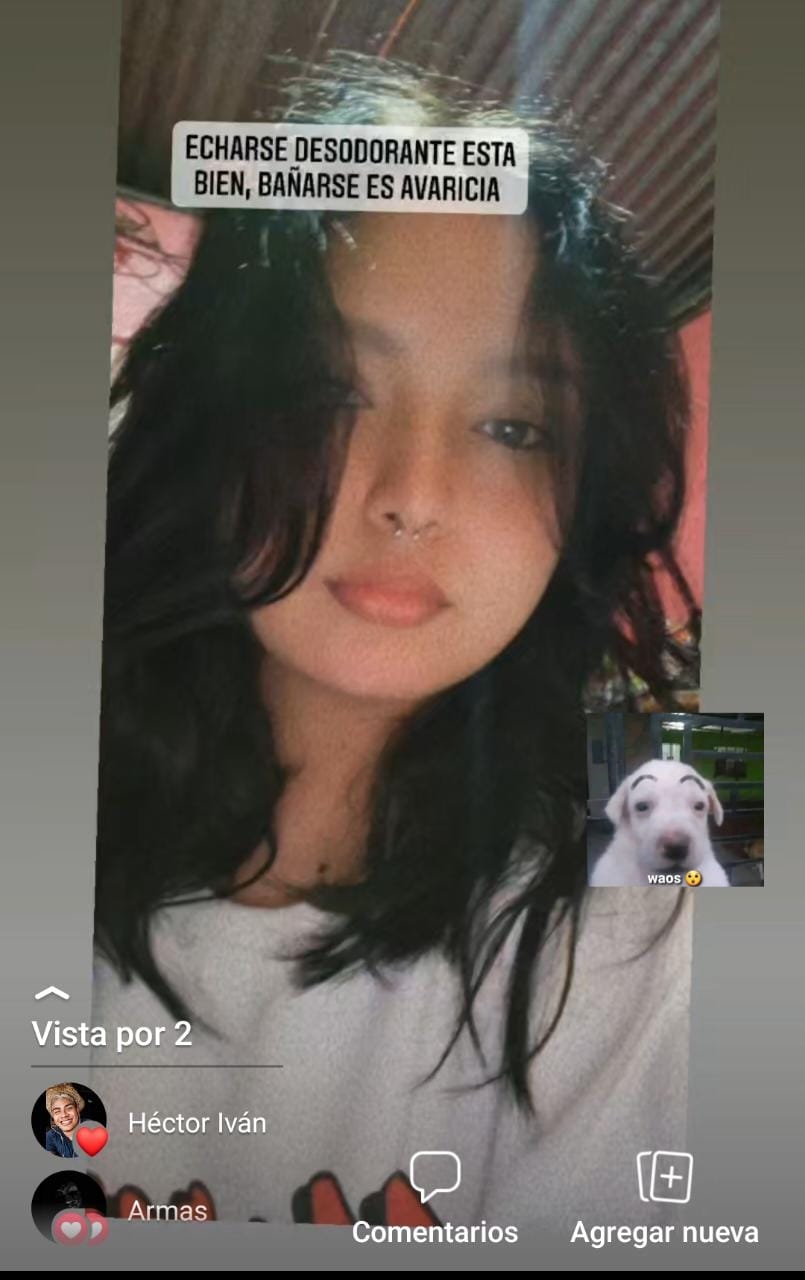 ECHARSE DESODORANTE ESTA
BIEN, BAÑARSE ES AVARICIA
waos 😯
Vista por 2
Héctor Iván
Armas
Comentarios
Agregar nueva